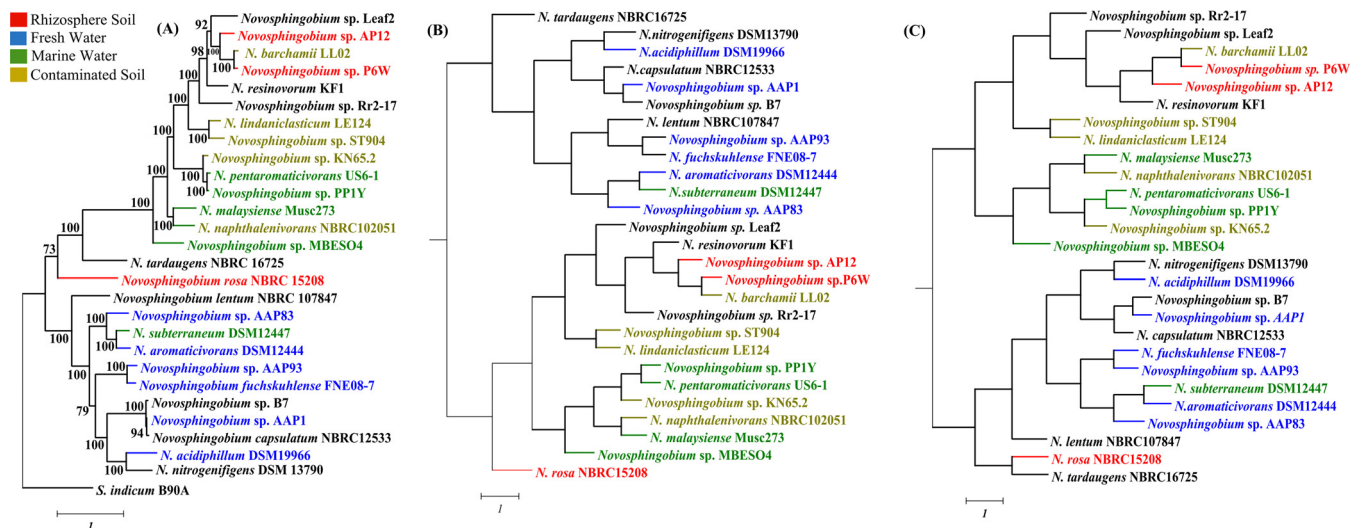 Rhizosphere Soil
Fresh Water
Marine Water
Contaminated Soil
(A)
92
Novosphingobium sp. Leaf2
Novosphingobium sp. AP12
100
98
N. barchamii LL02
100
Novosphingobium sp. P6W
100
N. resinovorum KF1
Novosphingobium sp. Rr2-17
100
N. lindaniclasticum LE124
100
Novosphingobium sp. ST904
100
Novosphingobium sp. KN65.2
100
N. pentaromaticivorans US6-1
100
Novosphingobium sp. PP1Y
100
N. malaysiense Musc273
100
N. naphthalenivorans NBRC102051
100
Novosphingobium sp. MBESO4
73
N. tardaugens NBRC 16725
Novosphingobium rosa NBRC 15208
100
Novosphingobium lentum NBRC 107847
Novosphingobium sp. AAP83
100
N. subterraneum DSM12447
100
N. aromaticivorans DSM12444
100
Novosphingobium sp. AAP93
100
Novosphingobium fuchskuhlense FNE08-7
79
Novosphingobium sp. B7
100
Novosphingobium sp. AAP1
94
Novosphingobium capsulatum NBRC12533
100
N. acidiphillum DSM19966
100
N. nitrogenifigens DSM 13790
S. indicum B90A
1
(B)
N. tardaugens NBRC16725
N.nitrogenifigens DSM13790
N.acidiphillum DSM19966
N.capsulatum NBRC12533
Novosphingobium sp. AAP1
Novosphingobium sp. B7
N. lentum NBRC107847
Novosphingobium sp. AAP93
N. fuchskuhlense FNE08-7
N. aromaticivorans DSM12444
N.subterraneum DSM12447
Novosphingobium sp. AAP83
Novosphingobium sp. Leaf2
N. resinovorum KF1
Novosphingobium sp. AP12
Novosphingobium sp.P6W
N. barchamii LL02
Novosphingobium sp. Rr2-17
Novosphingobium sp. ST904
N. lindaniclasticum LE124
Novosphingobium sp. PP1Y
N. pentaromaticivorans US6-1
Novosphingobium sp. KN65.2
N. naphthalenivorans NBRC102051
N. malaysiense Musc273
Novosphingobium sp. MBESO4
N. rosa NBRC15208
1
(C)
Novosphingobium sp. Rr2-17
Novosphingobium sp. Leaf2
N. barchamii LL02
Novosphingobium sp. P6W
Novosphingobium sp. AP12
N. resinovorum KF1
Novosphingobium sp. ST904
N. lindaniclasticum LE124
N. malaysiense Musc273
N. naphthalenivorans NBRC102051
N. pentaromaticivorans US6-1
Novosphingobium sp. PP1Y
Novosphingobium sp. KN65.2
Novosphingobium sp. MBESO4
N. nitrogenifigens DSM13790
N. acidiphillum DSM19966
Novosphingobium sp. B7
Novosphingobium sp. AAP1
N. capsulatum NBRC12533
N. fuchskuhlense FNE08-7
Novosphingobium sp. AAP93
N. subterraneum DSM12447
N.aromaticivorans DSM12444
Novosphingobium sp. AAP83
N. lentum NBRC107847
N. rosa NBRC15208
N. tardaugens NBRC16725
1